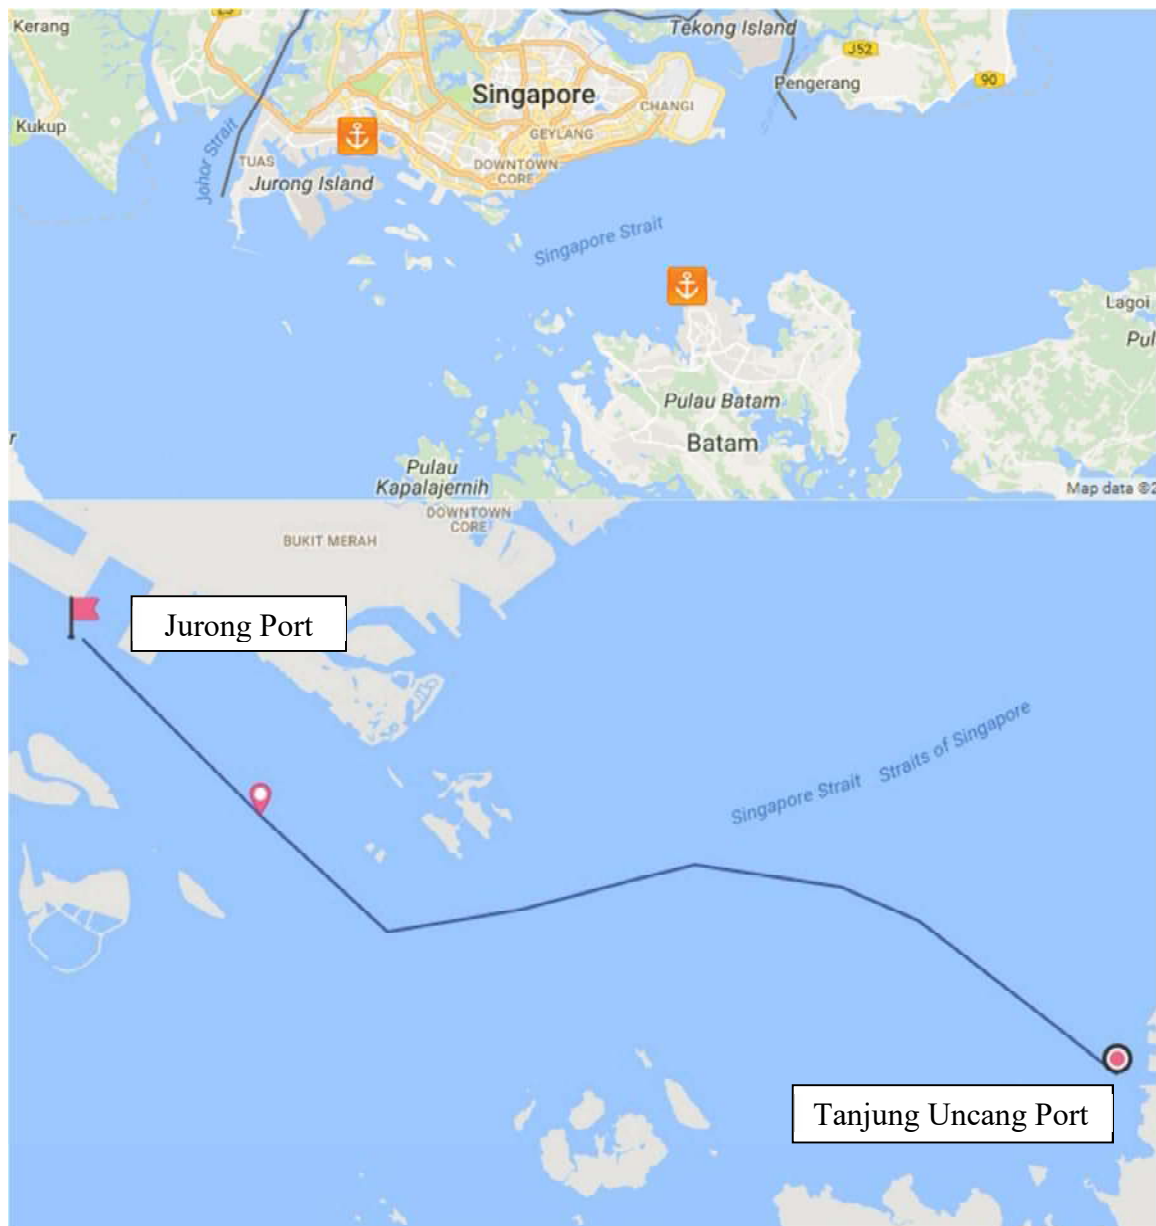 Kerang
23
Tekong Island
J52
Singapore
Pengerang
90
CHANGI
Kukup
GEYLANG
Johor Strait
TUAS
DOWNTOWN
CORE
Jurong Island
Singapore Strait
Lagoi
Pul
Pulau Batam
Batam
r
Pulau
Kapalajernih
Map data ©2
DOWNTOWN
CORE
BUKIT MERAH
Jurong Port
Singapore Strait
Straits of Singapore
Tanjung Uncang Port